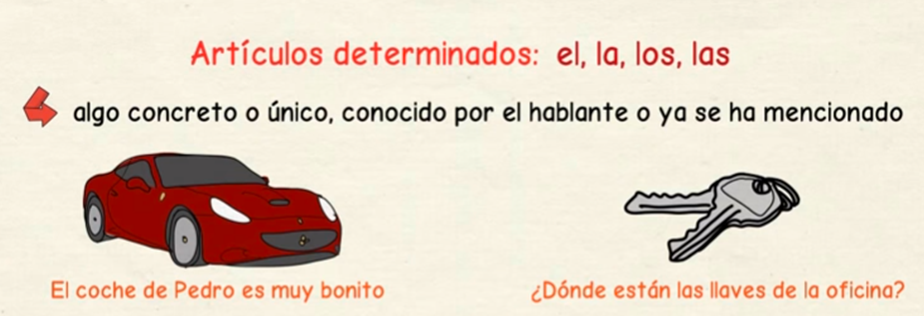 Artículos determinados: el, la, los, las
algo concreto o único, conocido por el hablante o ya se ha mencionado
El coche de Pedro es muy bonito
¿Dónde están las llaves de la oficina?